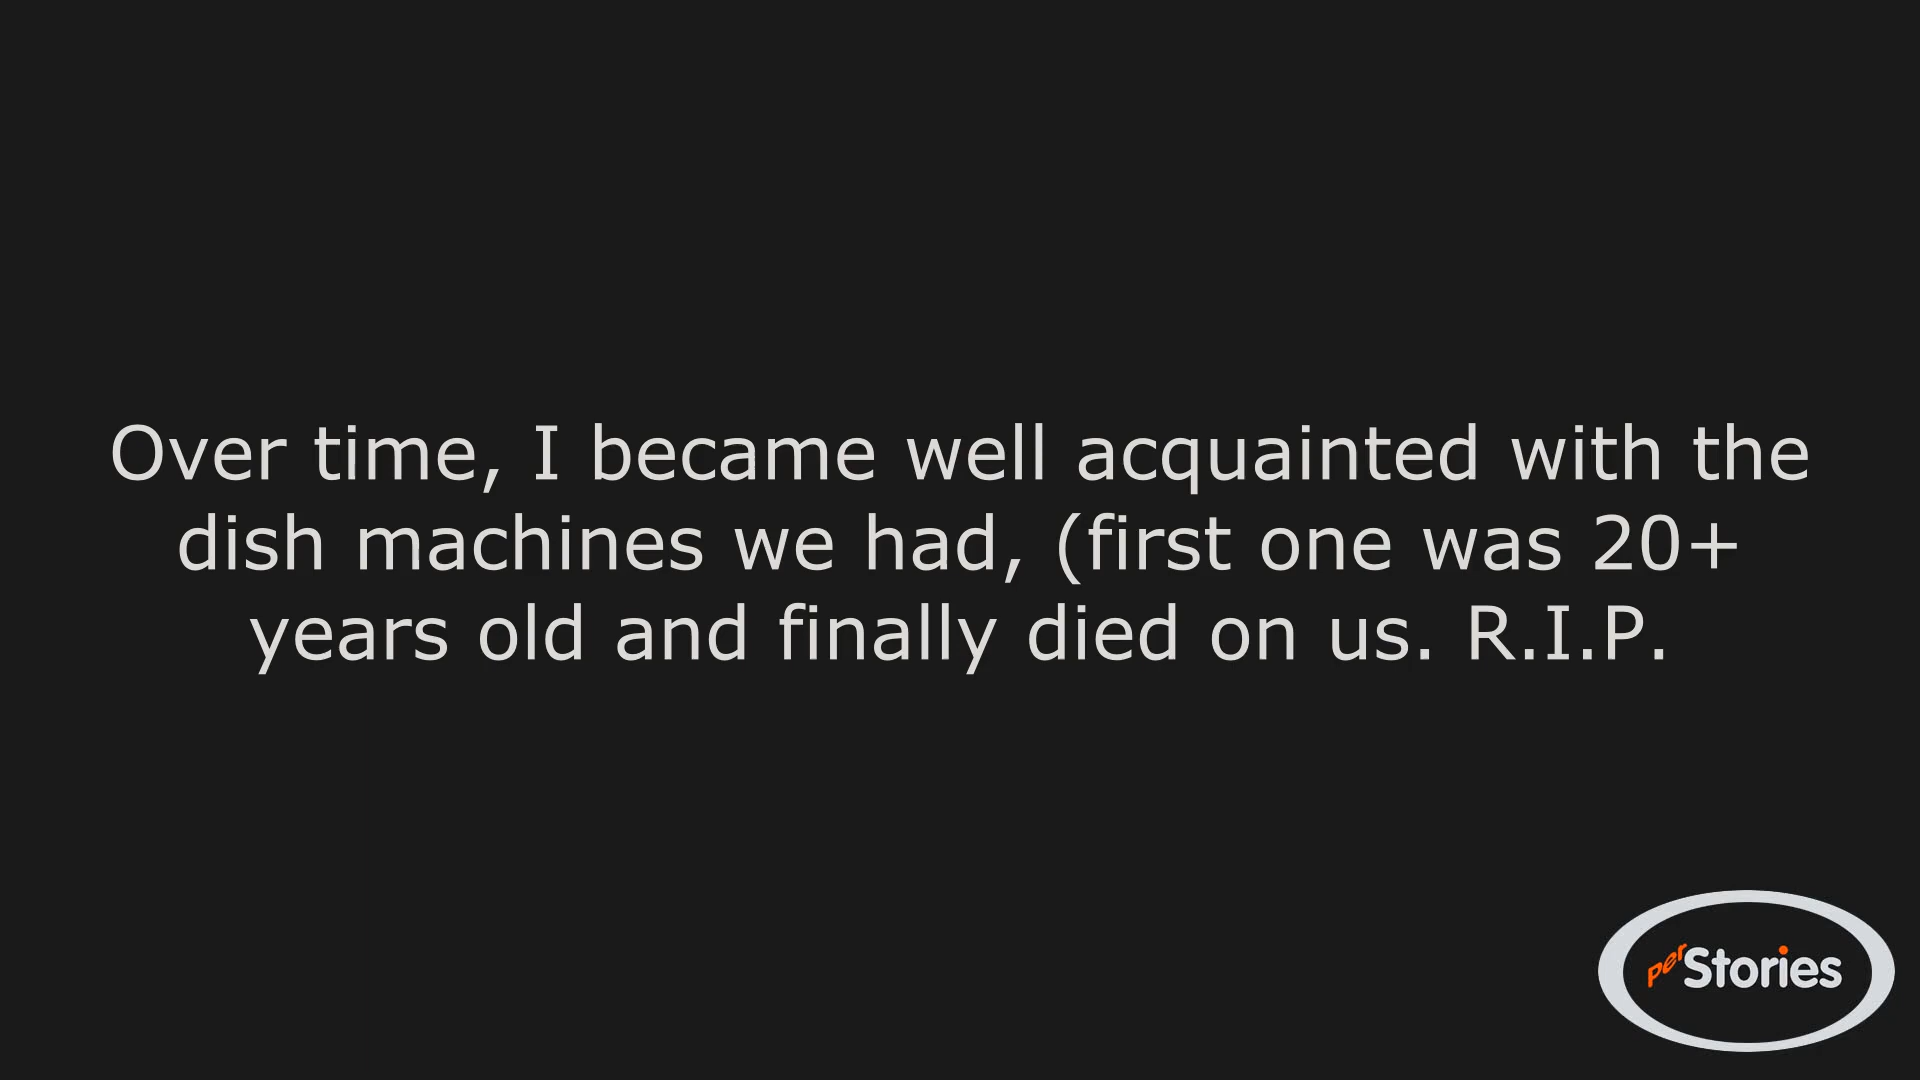 Over time, I became well acquainted with the
dish machines we had, (first one was 20+
years old and finally died on us. R.I.P.
perStories